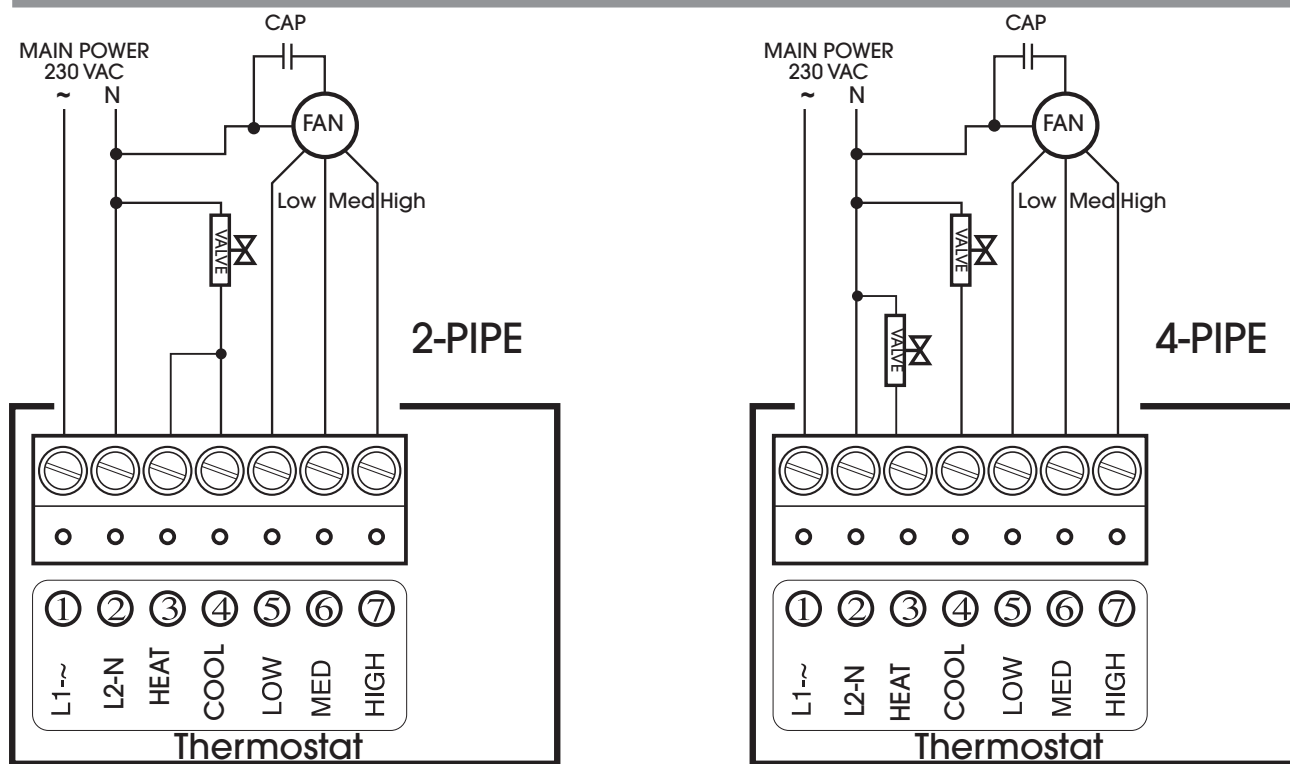 CAP
MAIN POWER
230 VAC
~ N
FAN
Low Med High
VALVE
2-PIPE
1 2 3 4 5 6 7
L1-~ L2-N HEAT COOL LOW MED HIGH
Thermostat
CAP
MAIN POWER
230 VAC
~ N
FAN
Low Med High
VALVE
VALVE
4-PIPE
1 2 3 4 5 6 7
L1-~ L2-N HEAT COOL LOW MED HIGH
Thermostat